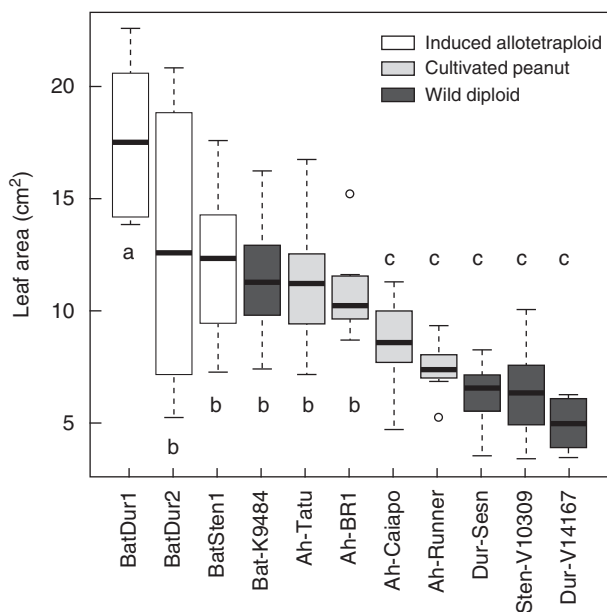 Induced allotetraploid
Cultivated peanut
Wild diploid
Leaf area (cm²)
20
15
10
5
a
b
b
b
b
b
c
c
c
c
c
BatDur1
BatDur2
BatSten1
Bat-K9484
Ah-Tatu
Ah-BR1
Ah-Caiapo
Ah-Runner
Dur-Sesn
Sten-V10309
Dur-V14167